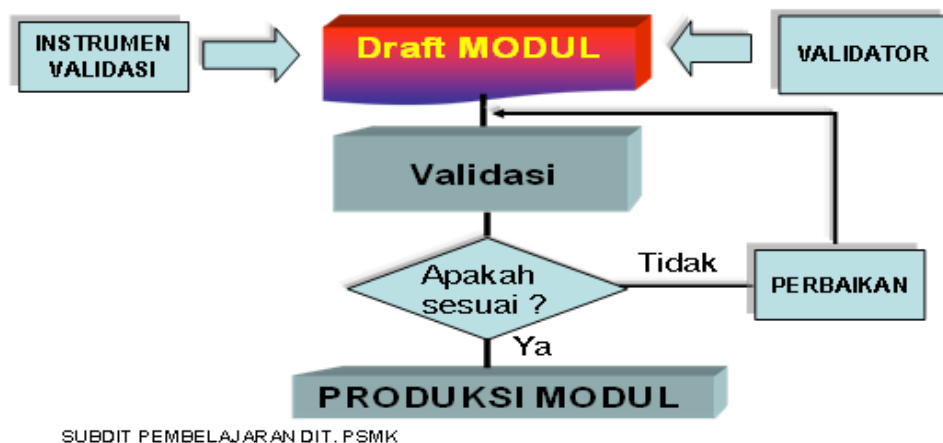 INSTRUMEN
VALIDASI
Draft MODUL
VALIDATOR
Validasi
Apakah
sesuai ?
Tidak
PERBAIKAN
Ya
PRODUKSI MODUL
SUBDIT PEMBELAJARAN DIT. PSMK